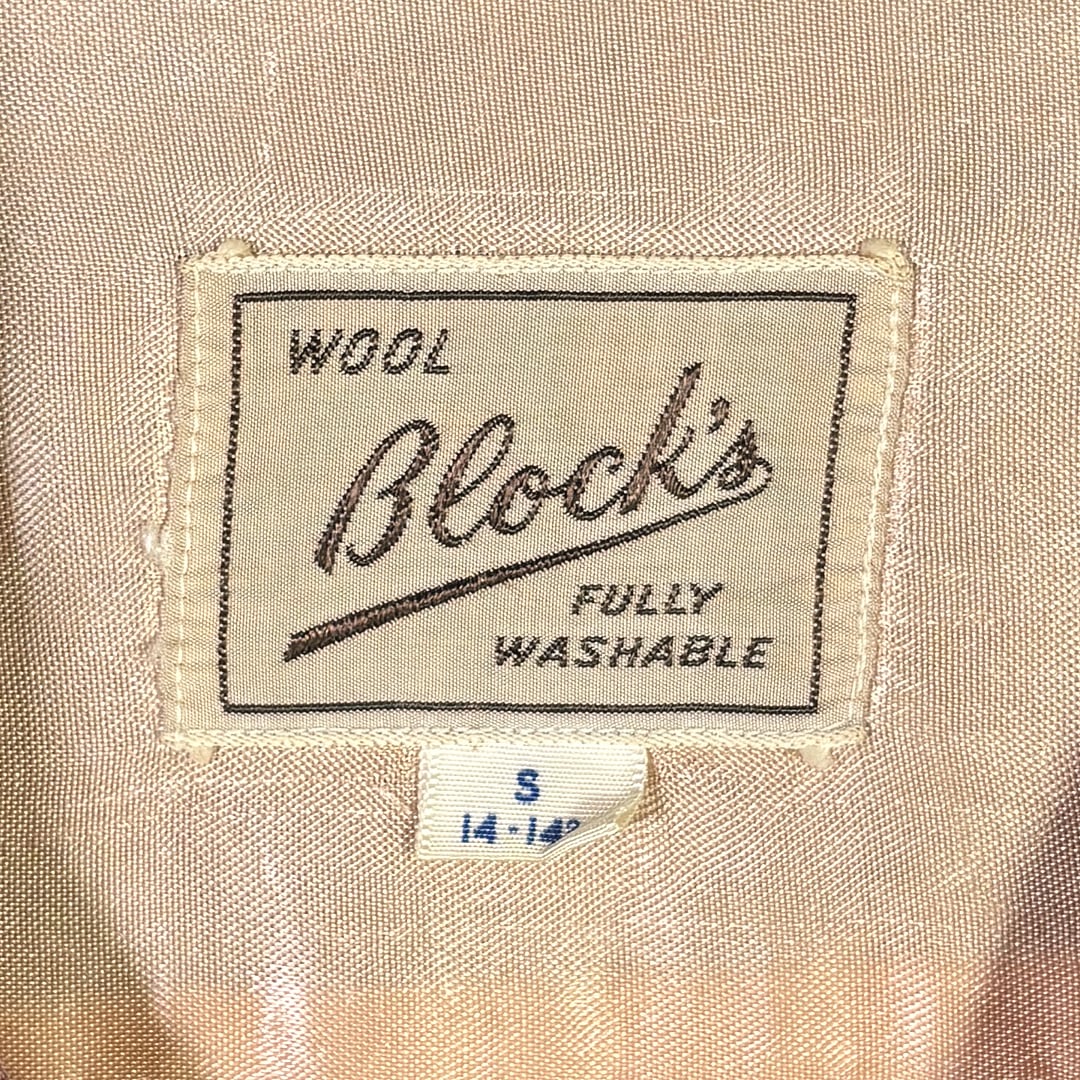 WOOL
Block's
FULLY
WASHABLE
S
14 - 14